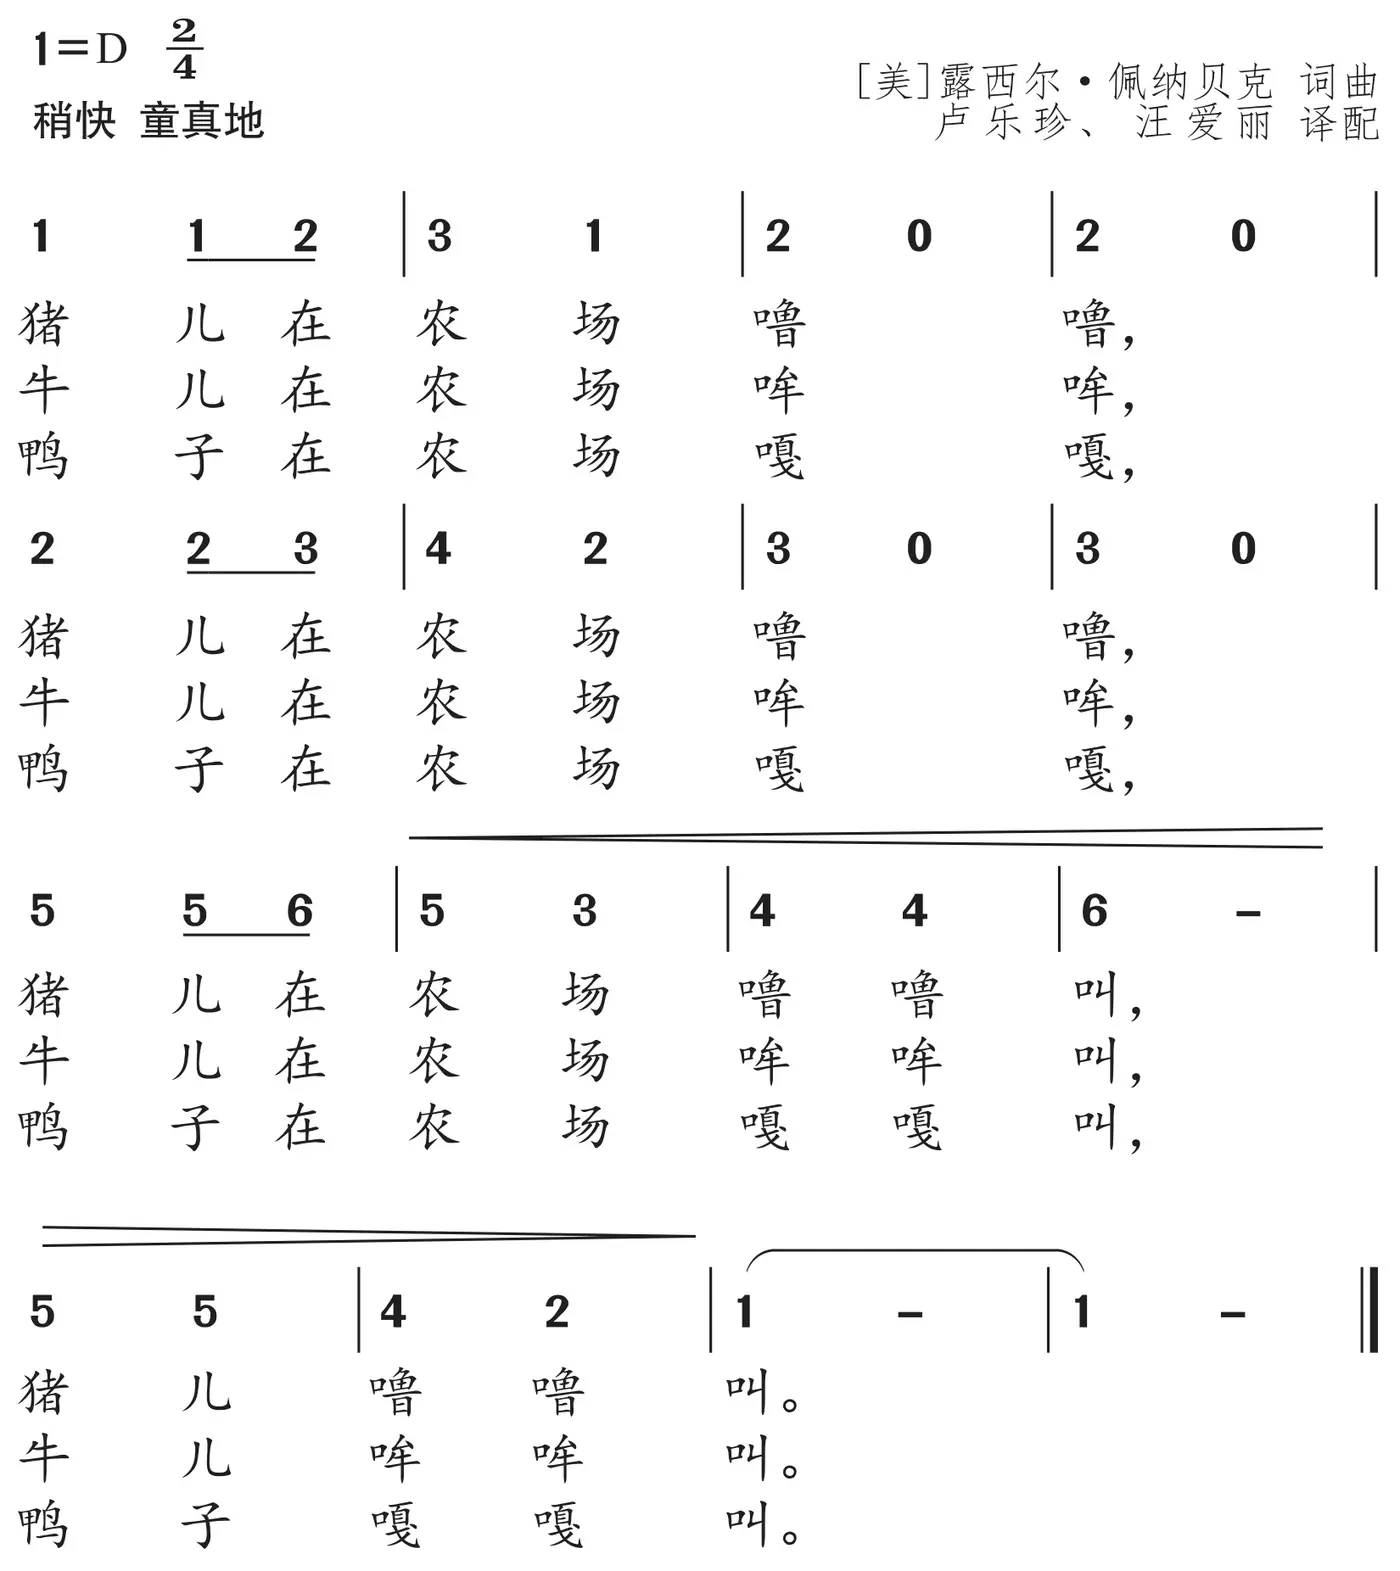 1=D 2/4
[美]露西尔·佩纳贝克 词曲
稍快 童真地
卢乐珍、汪爱丽 译配
1 1 2 | 3 1 | 2 0 | 2 0 |
猪 儿 在 农 场 噜 噜，
牛 儿 在 农 场 哞 哞，
鸭 子 在 农 场 嘎 嘎，
2 2 3 | 4 2 | 3 0 | 3 0 |
猪 儿 在 农 场 噜 噜，
牛 儿 在 农 场 哞 哞，
鸭 子 在 农 场 嘎 嘎，
5 5 6 | 5 3 | 4 4 | 6 – |
猪 儿 在 农 场 噜 噜 叫，
牛 儿 在 农 场 哞 哞 叫，
鸭 子 在 农 场 嘎 嘎 叫，
5 5 | 4 2 | 1 – | 1 – ‖
猪 儿 噜 噜 叫。
牛 儿 哞 哞 叫。
鸭 子 嘎 嘎 叫。